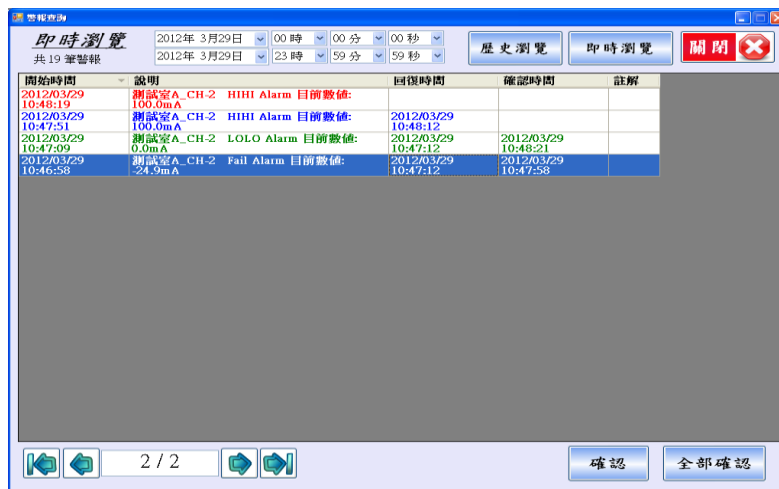 警報查詢
即時瀏覽
共 19 筆警報
2012年 3月29日 00 時 00 分 00 秒
2012年 3月29日 23 時 59 分 59 秒
歷史瀏覽
即時瀏覽
關閉
開始時間 說明 回復時間 確認時間 註解
2012/03/29 測試室A_CH-2 HIHI Alarm 目前數值:
10:48:19 100.0mA
2012/03/29 測試室A_CH-2 HIHI Alarm 目前數值: 2012/03/29
10:47:51 100.0mA 10:48:12
2012/03/29 測試室A_CH-2 LOLO Alarm 目前數值: 2012/03/29 2012/03/29
10:47:09 0.0mA 10:47:12 10:48:21
2012/03/29 測試室A_CH-2 Fail Alarm 目前數值: 2012/03/29 2012/03/29
10:46:58 -24.9mA 10:47:12 10:47:58
2 / 2
確認
全部確認